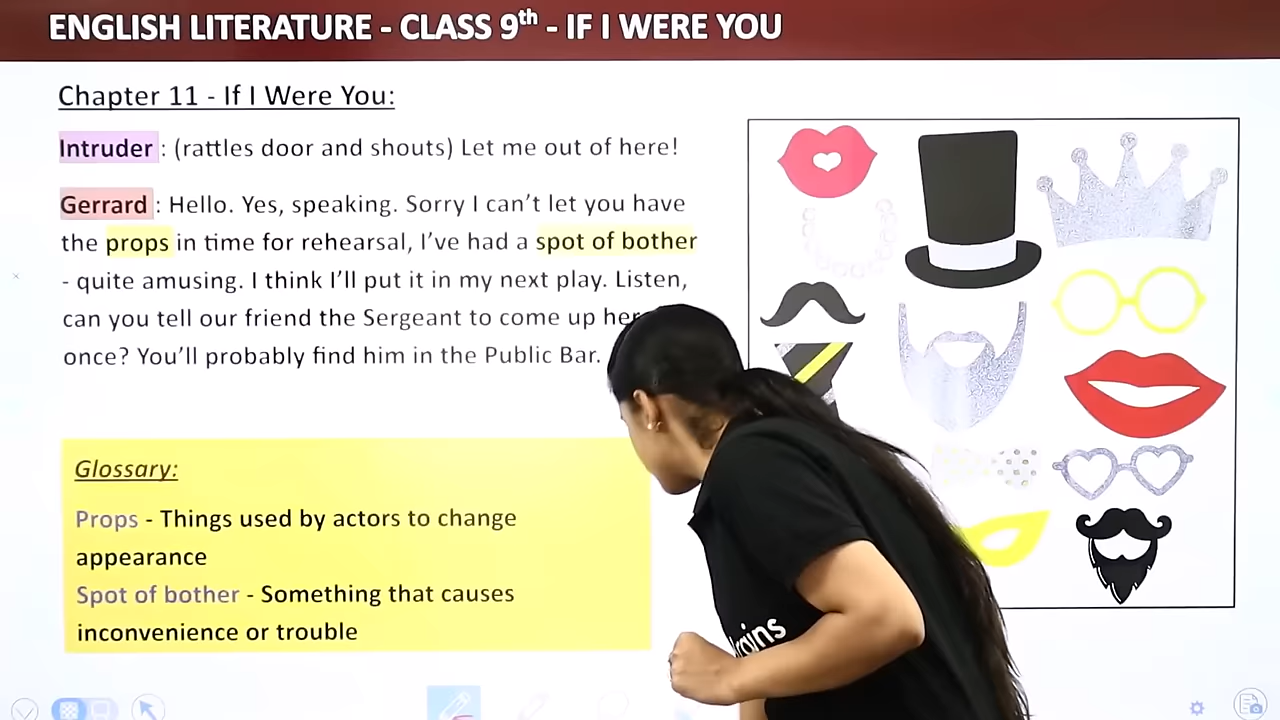 ENGLISH LITERATURE - CLASS 9th - IF I WERE YOU
Chapter 11 - If I Were You:
Intruder : (rattles door and shouts) Let me out of here!
Gerrard : Hello. Yes, speaking. Sorry I can't let you have
the props in time for rehearsal, I've had a spot of bother
- quite amusing. I think I'll put it in my next play. Listen,
can you tell our friend the Sergeant to come up
once? You'll probably find him in the Public Bar.
Glossary:
Props - Things used by actors to change
appearance
Spot of bother - Something that causes
inconvenience or trouble